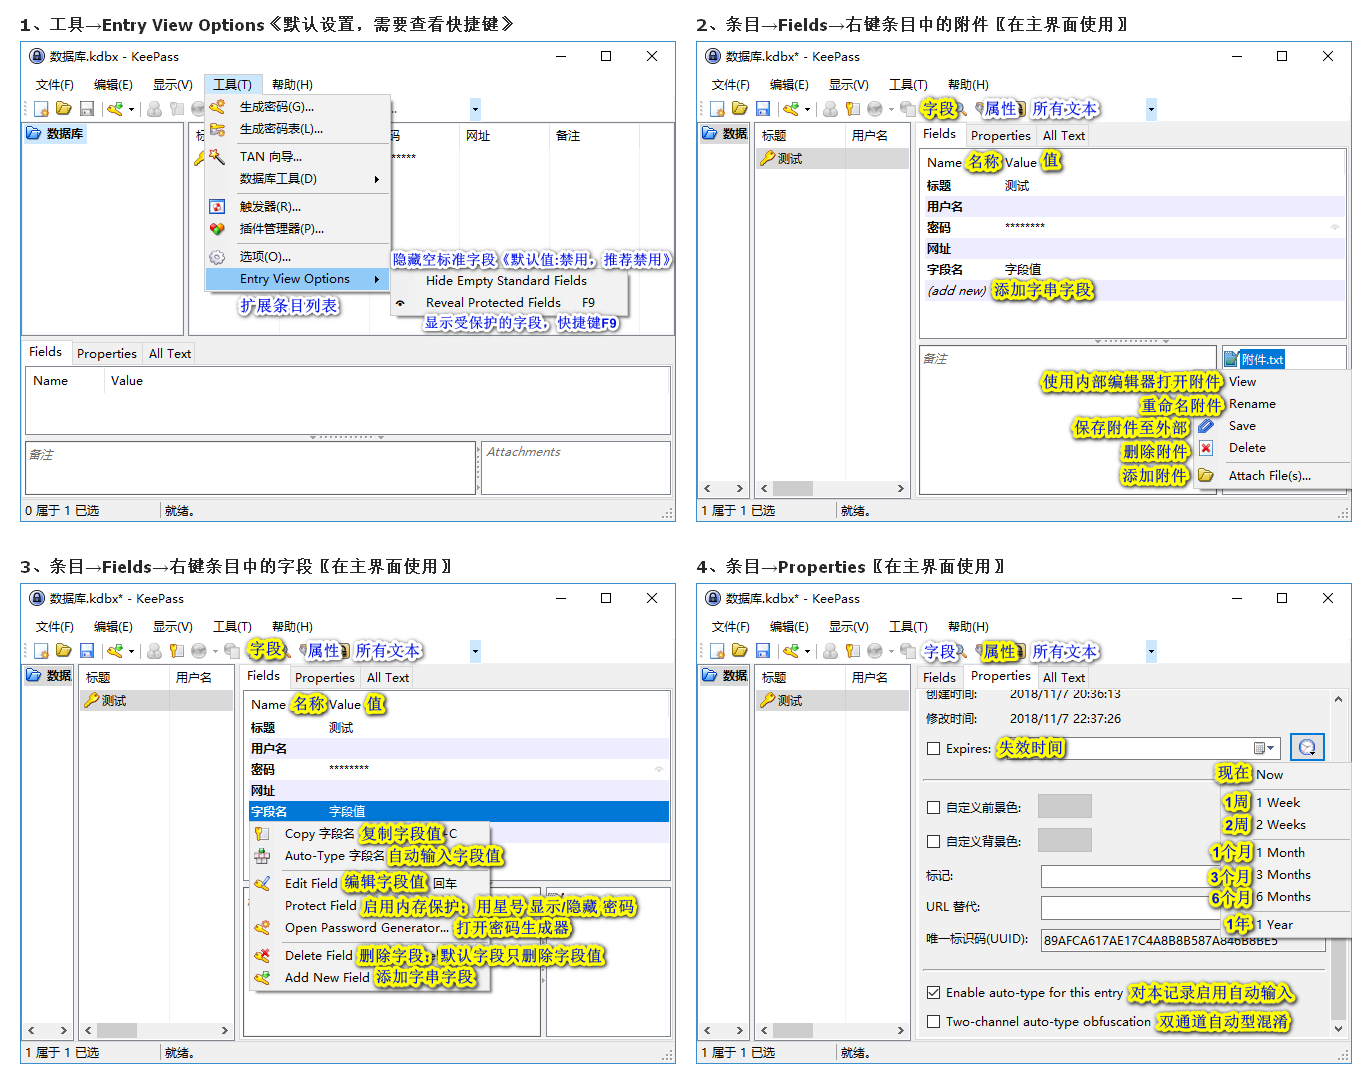 1、工具→Entry View Options《默认设置，需要查看快捷键》
数据库.kdbx - KeePass
文件(F) 编辑(E) 显示(V) 工具(T) 帮助(H)
生成密码(G)...
数据库
生成密码表(L)...
网址 备注
TAN 向导...
*****
数据库工具(D)
触发器(R)...
插件管理器(P)...
选项(O)...
隐藏空标准字段《默认值:禁用，推荐禁用》
Entry View Options
Hide Empty Standard Fields
扩展条目列表
Reveal Protected Fields F9
显示受保护的字段，快捷键F9
Fields Properties All Text
Name Value
备注 Attachments
0 属于 1 已选 就绪。
2、条目→Fields→右键条目中的附件〖在主界面使用〗
数据库.kdbx* - KeePass
文件(F) 编辑(E) 显示(V) 工具(T) 帮助(H)
字段 属性 所有文本
数据 标题 用户名 Fields Properties All Text
测试
Name 名称 Value 值
标题 测试
用户名
密码 ********
网址
字段名 字段值
(add new) 添加字串字段
备注 附件.txt
使用内部编辑器打开附件 View
重命名附件 Rename
保存附件至外部 Save
删除附件 Delete
添加附件 Attach File(s)...
1 属于 1 已选 就绪。
3、条目→Fields→右键条目中的字段〖在主界面使用〗
数据库.kdbx* - KeePass
文件(F) 编辑(E) 显示(V) 工具(T) 帮助(H)
字段 属性 所有文本
数据 标题 用户名 Fields Properties All Text
测试
Name 名称 Value 值
标题 测试
用户名
密码 ********
网址
字段名 字段值
Copy 字段名 复制字段值+C
Auto-Type 字段名 自动输入字段值
Edit Field 编辑字段值 回车
Protect Field 启用内存保护；用星号 显示/隐藏 密码
Open Password Generator... 打开密码生成器
Delete Field 删除字段；默认字段只删除字段值
Add New Field 添加字串字段
1 属于 1 已选 就绪。
4、条目→Properties〖在主界面使用〗
数据库.kdbx* - KeePass
文件(F) 编辑(E) 显示(V) 工具(T) 帮助(H)
字段 属性 所有文本
数据 标题 用户名 Fields Properties All Text
测试
创建时间: 2018/11/7 20:36:13
修改时间: 2018/11/7 22:37:26
Expires: 失效时间
现在 Now
自定义前景色:
1周 1 Week
2周 2 Weeks
自定义背景色:
1个月 1 Month
标记:
3个月 3 Months
6个月 6 Months
URL 替代:
1年 1 Year
唯一标识码(UUID): 89AFCA617AE17C4A8B8B587A846B8BE5
Enable auto-type for this entry 对本记录启用自动输入
Two-channel auto-type obfuscation 双通道自动型混淆
1 属于 1 已选 就绪。